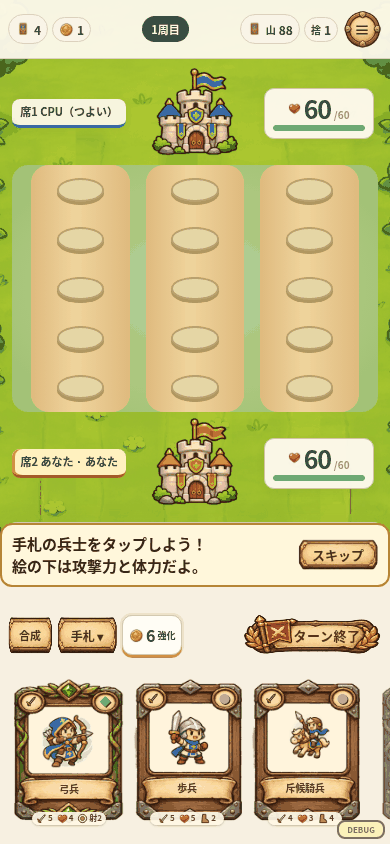 4
1
1周目
山 88
捨 1
席1 CPU（つよい）
60 /60
席2 あなた・あなた
60 /60
手札の兵士をタップしよう！
絵の下は攻撃力と体力だよ。
スキップ
合成
手札▼
6 強化
ターン終了
弓兵
5 4 射2
歩兵
5 5 2
斥候騎兵
4 3 4
DEBUG